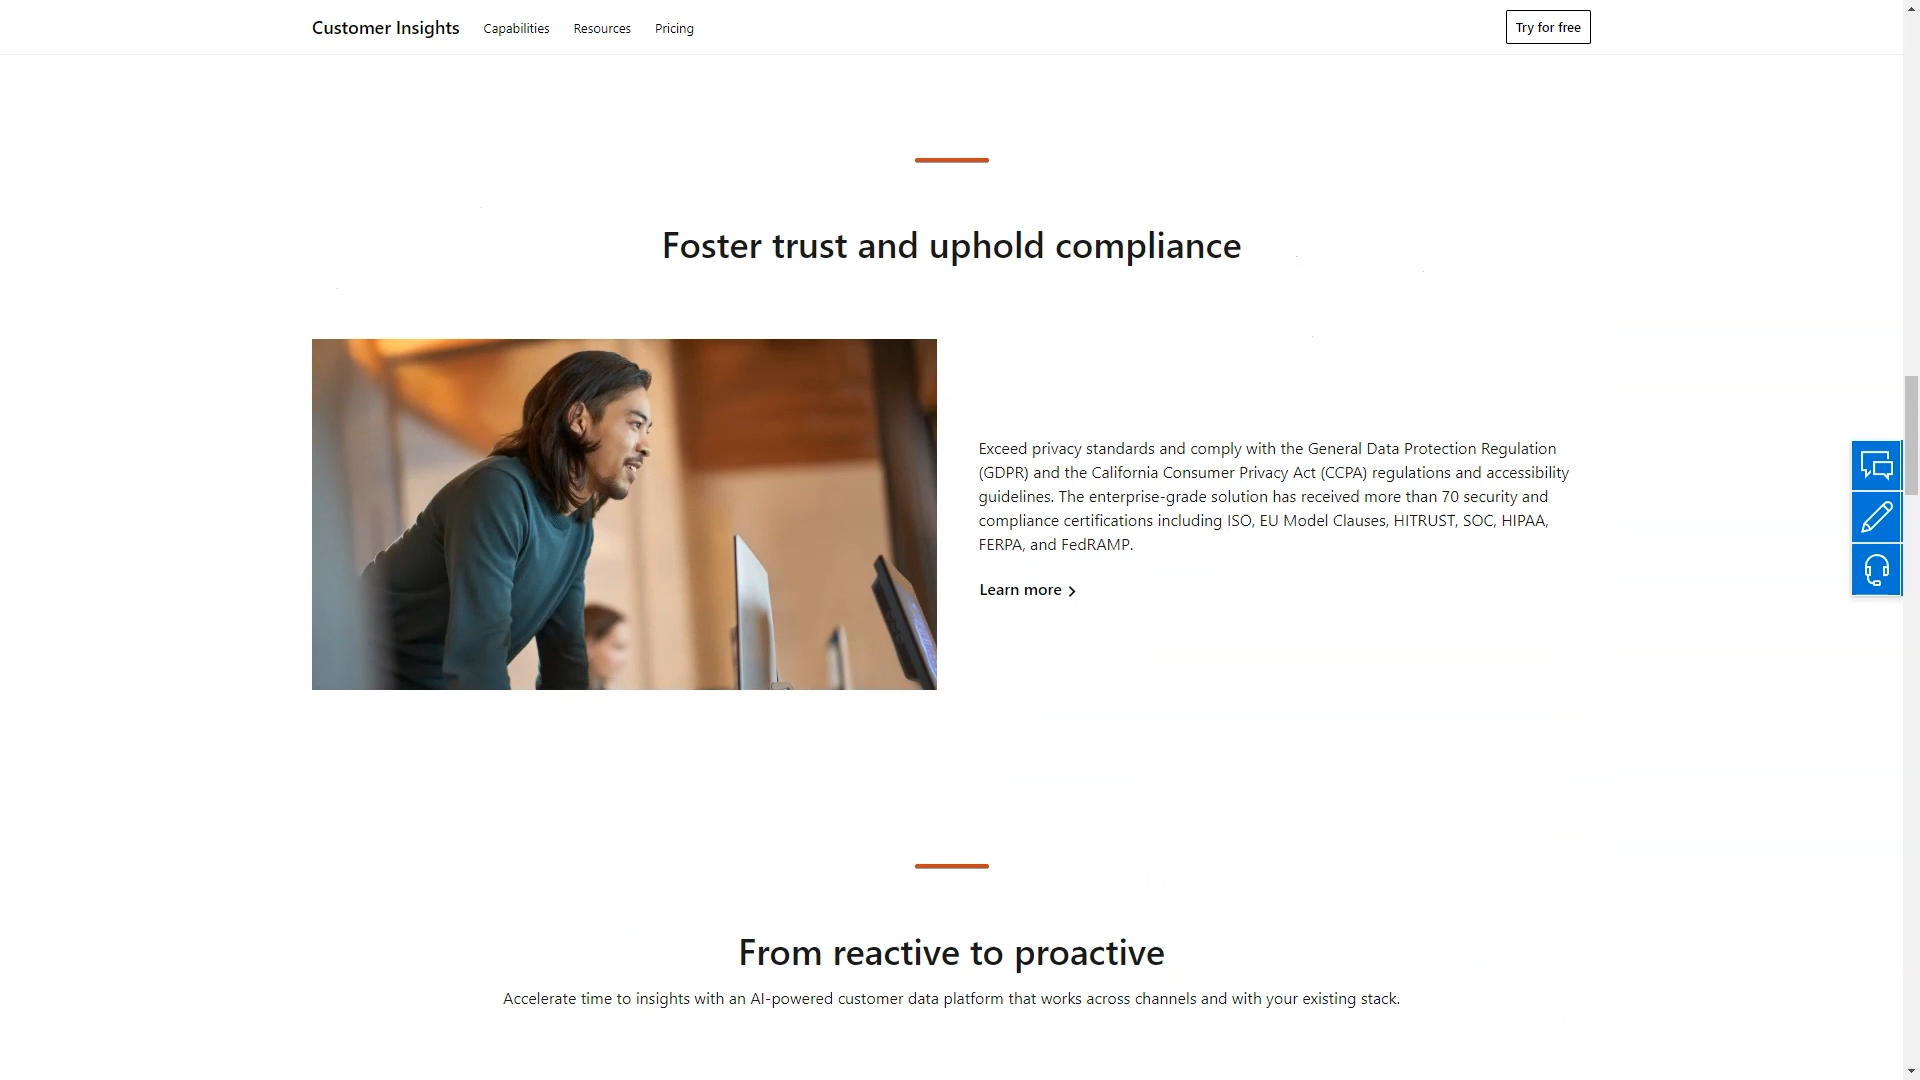 Customer Insights Capabilities Resources Pricing Try for free
Foster trust and uphold compliance
Exceed privacy standards and comply with the General Data Protection Regulation
(GDPR) and the California Consumer Privacy Act (CCPA) regulations and accessibility
guidelines. The enterprise-grade solution has received more than 70 security and
compliance certifications including ISO, EU Model Clauses, HITRUST, SOC, HIPAA,
FERPA, and FedRAMP.
Learn more
From reactive to proactive
Accelerate time to insights with an AI-powered customer data platform that works across channels and with your existing stack.